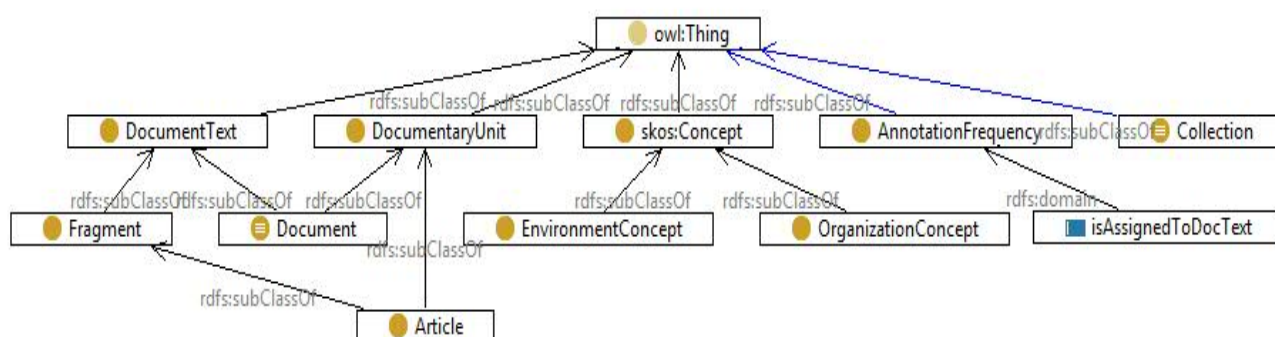 owl:Thing
rdfs:subClassOf rdfs:subClassOf rdfs:subClassOf rdfs:subClassOf
DocumentText DocumentaryUnit skos:Concept AnnotationFrequency rdfs:subClassOf Collection
rdfs:subClassOf rdfs:subClassOf rdfs:subClassOf rdfs:subClassOf rdfs:subClassOf rdfs:domain
Fragment Document EnvironmentConcept OrganizationConcept isAssignedToDocText
rdfs:subClassOf
rdfs:subClassOf
Article